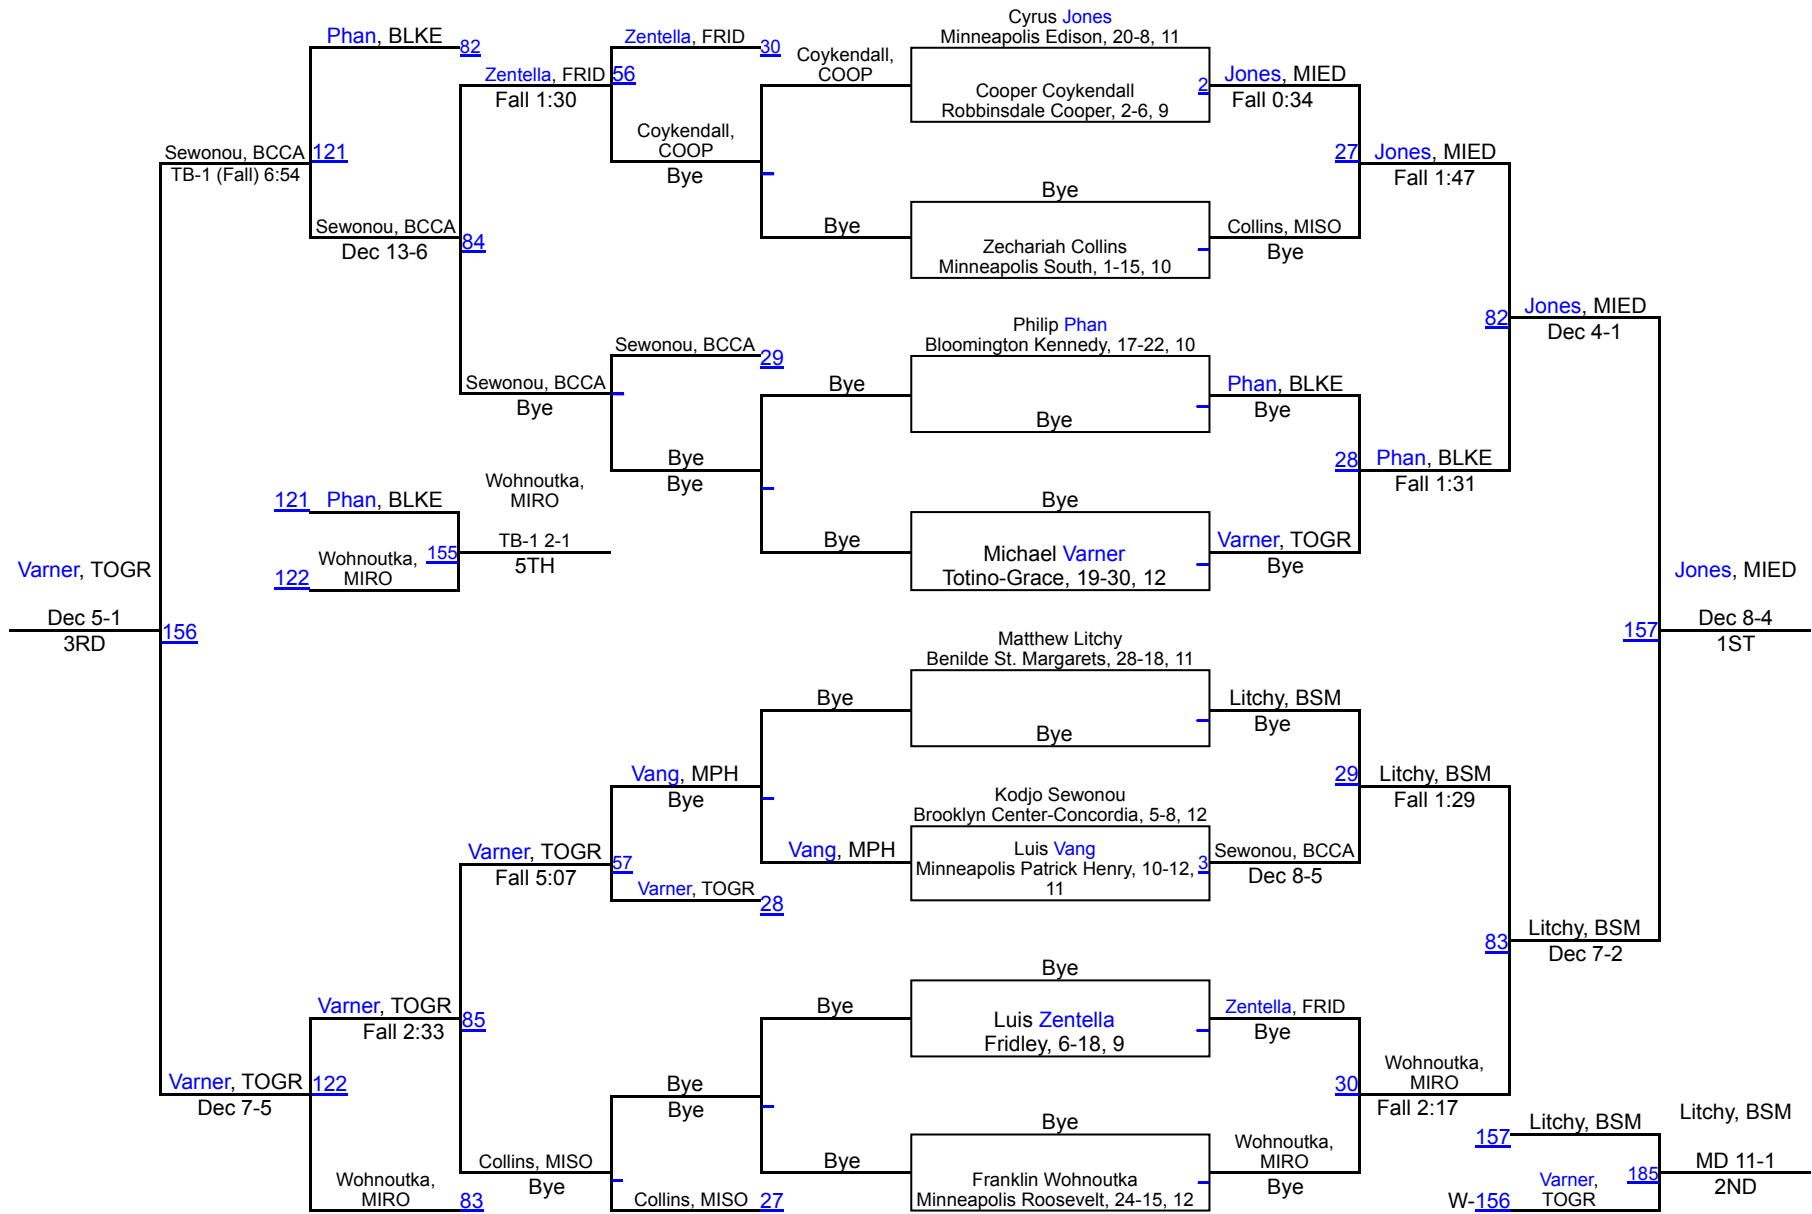 Cyrus Jones
Minneapolis Edison, 20-8, 11
Cooper Coykendall
Robbinsdale Cooper, 2-6, 9
2
Bye
Zechariah Collins
Minneapolis South, 1-15, 10
Philip Phan
Bloomington Kennedy, 17-22, 10
Bye
Bye
Michael Varner
Totino-Grace, 19-30, 12
Matthew Litchy
Benilde St. Margarets, 28-18, 11
Bye
Kodjo Sewonou
Brooklyn Center-Concordia, 5-8, 12
Luis Vang
Minneapolis Patrick Henry, 10-12,
11
3
Bye
Luis Zentella
Fridley, 6-18, 9
Bye
Franklin Wohnoutka
Minneapolis Roosevelt, 24-15, 12
Jones, MIED
Fall 0:34
Collins, MISO
Bye
Phan, BLKE
Bye
Varner, TOGR
Bye
Litchy, BSM
Bye
Sewonou, BCCA
Dec 8-5
Zentella, FRID
Bye
Wohnoutka,
MIRO
Bye
27
Jones, MIED
Fall 1:47
28
Phan, BLKE
Fall 1:31
29
Litchy, BSM
Fall 1:29
30
Wohnoutka,
MIRO
Fall 2:17
82
Jones, MIED
Dec 4-1
83
Litchy, BSM
Dec 7-2
157
Jones, MIED
Dec 8-4
1ST
157
Litchy, BSM
W-156
Varner,
TOGR
185
Litchy, BSM
MD 11-1
2ND
Coykendall,
COOP
Bye
Bye
Bye
Bye
Vang, MPH
Bye
Bye
Zentella, FRID
30
Coykendall,
COOP
Bye
Sewonou, BCCA
29
Bye
Bye
Vang, MPH
Bye
Varner, TOGR
28
Bye
Bye
Collins, MISO
27
Zentella, FRID
56
Fall 1:30
Sewonou, BCCA
Bye
Varner, TOGR
57
Fall 5:07
Collins, MISO
Bye
Phan, BLKE
82
Sewonou, BCCA
84
Dec 13-6
Varner, TOGR
85
Fall 2:33
Wohnoutka,
MIRO
83
Sewonou, BCCA
121
TB-1 (Fall) 6:54
Varner, TOGR
122
Dec 7-5
121
Phan, BLKE
122
Wohnoutka,
MIRO
155
Wohnoutka,
MIRO
TB-1 2-1
5TH
Varner, TOGR
Dec 5-1
3RD
156